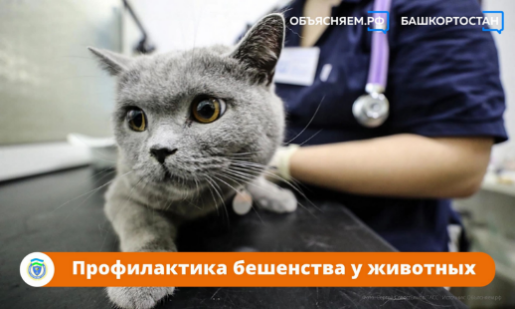 ОБЪЯСНЯЕМ.РФ БАШКОРТОСТАН
Профилактика бешенства у животных